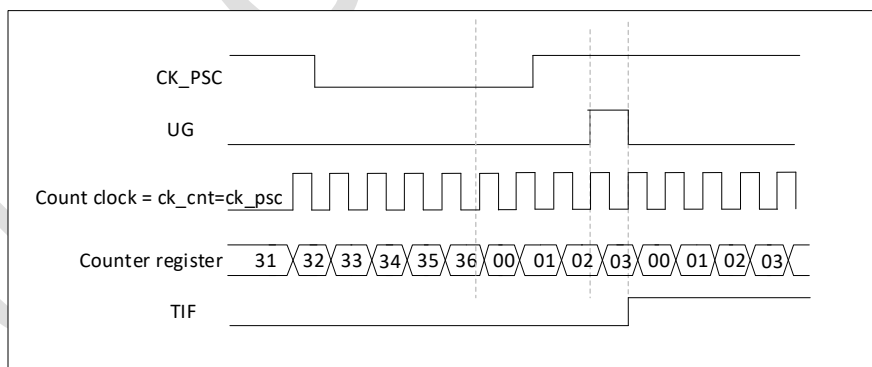 CK_PSC
UG
Count clock = ck_cnt=ck_psc
Counter register 31 32 33 34 35 36 00 01 02 03 00 01 02 03
TIF